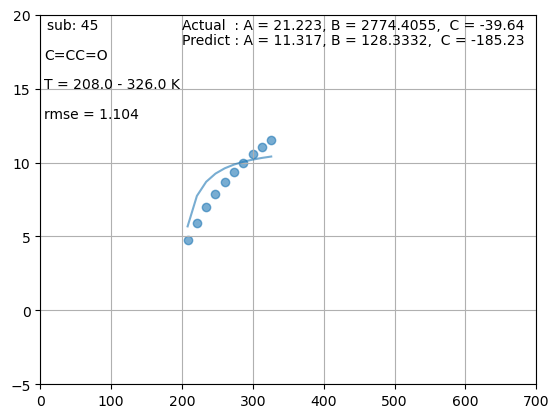 sub: 45
Actual  : A = 21.223, B = 2774.4055,  C = -39.64
Predict : A = 11.317, B = 128.3332,  C = -185.23
C=CC=O
T = 208.0 - 326.0 K
rmse = 1.104
20
15
10
5
0
−5
0 100 200 300 400 500 600 700